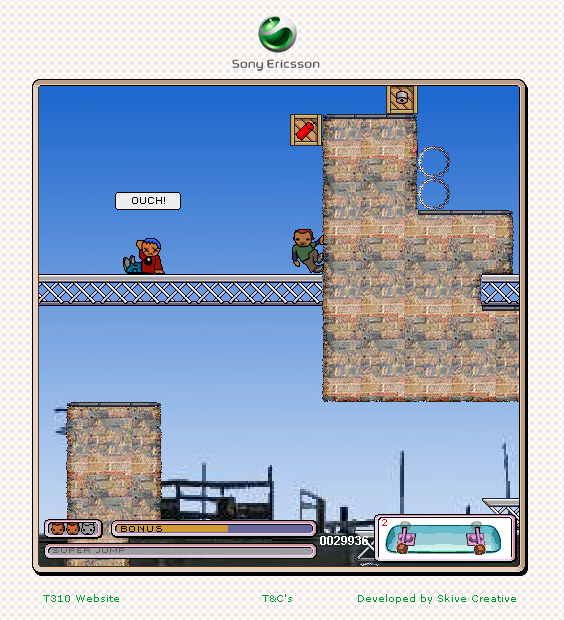 Sony Ericsson
OUCH!
BONUS
2
0029936
SUPER JUMP
T310 Website
T&C's
Developed by Skive Creative